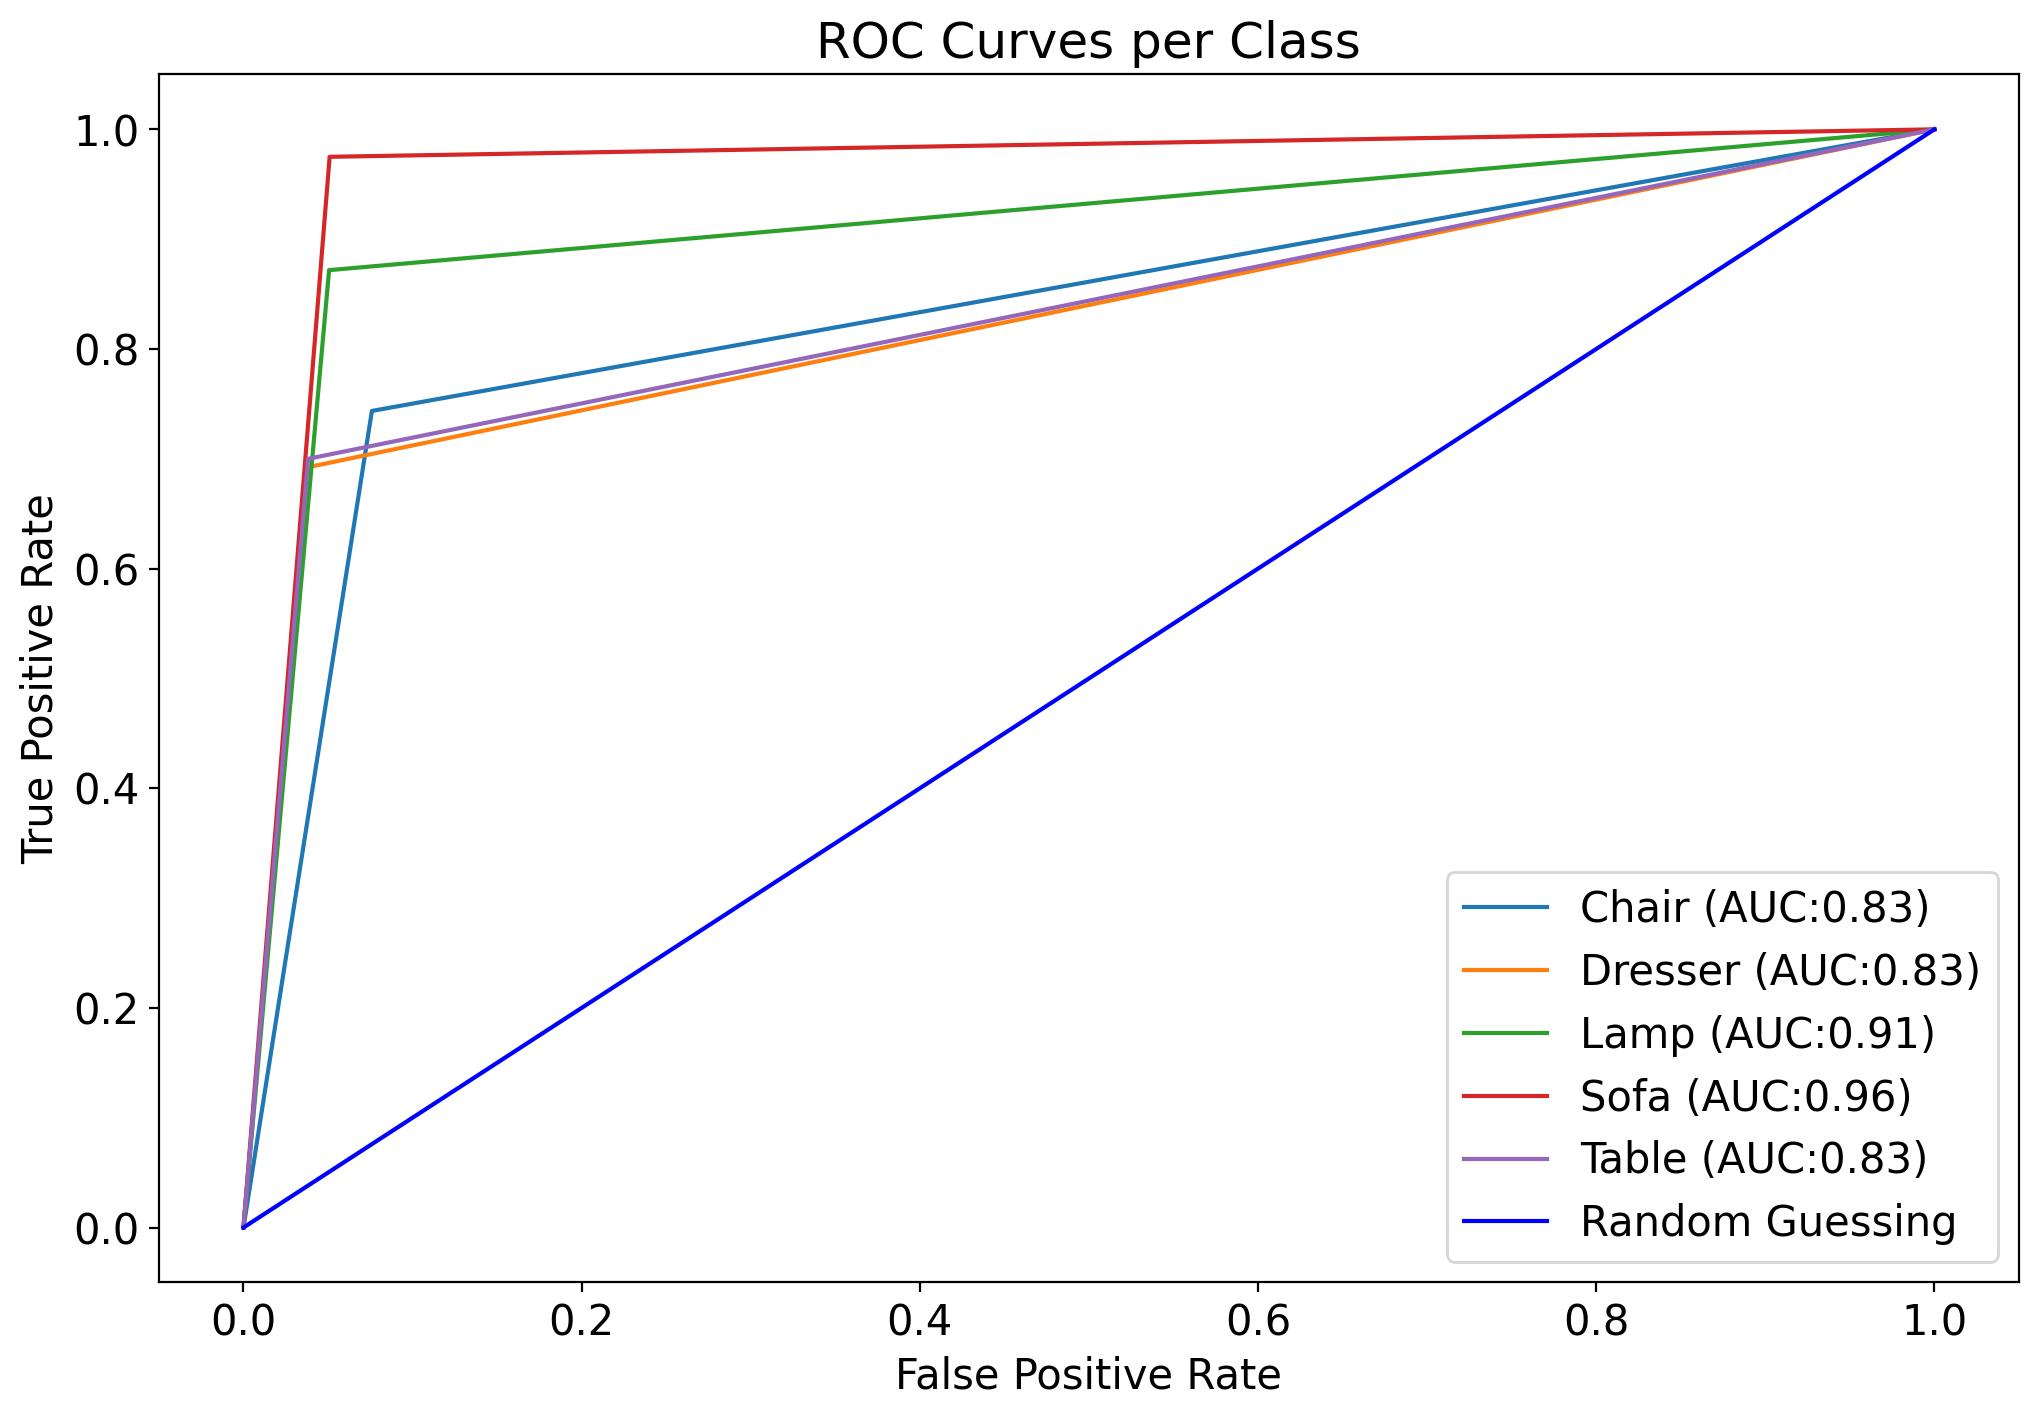 ROC Curves per Class
True Positive Rate
1.0
0.8
0.6
0.4
0.2
0.0
Chair (AUC:0.83)
Dresser (AUC:0.83)
Lamp (AUC:0.91)
Sofa (AUC:0.96)
Table (AUC:0.83)
Random Guessing
0.0 0.2 0.4 0.6 0.8 1.0
False Positive Rate